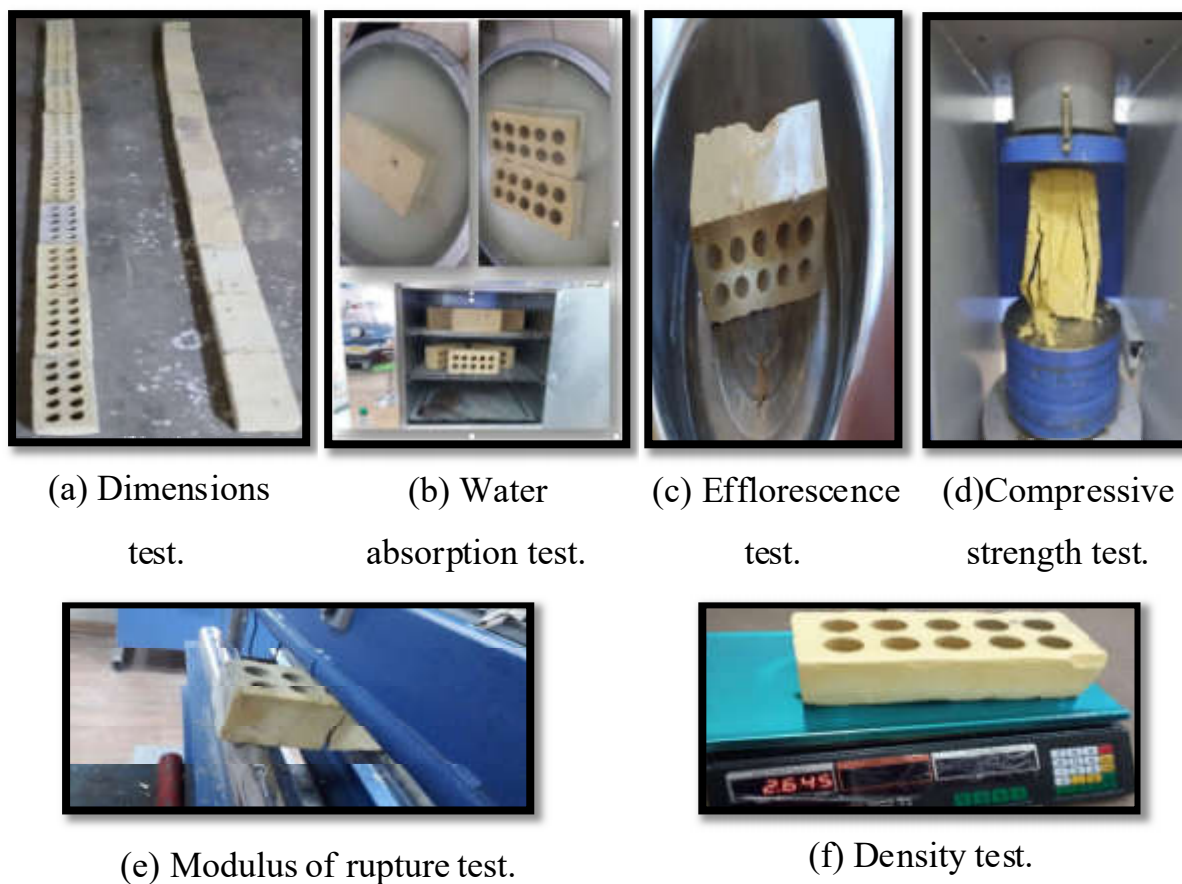 (a) Dimensions
test.
(b) Water
absorption test.
(c) Efflorescence
test.
(d)Compressive
strength test.
2.645
(e) Modulus of rupture test.
(f) Density test.